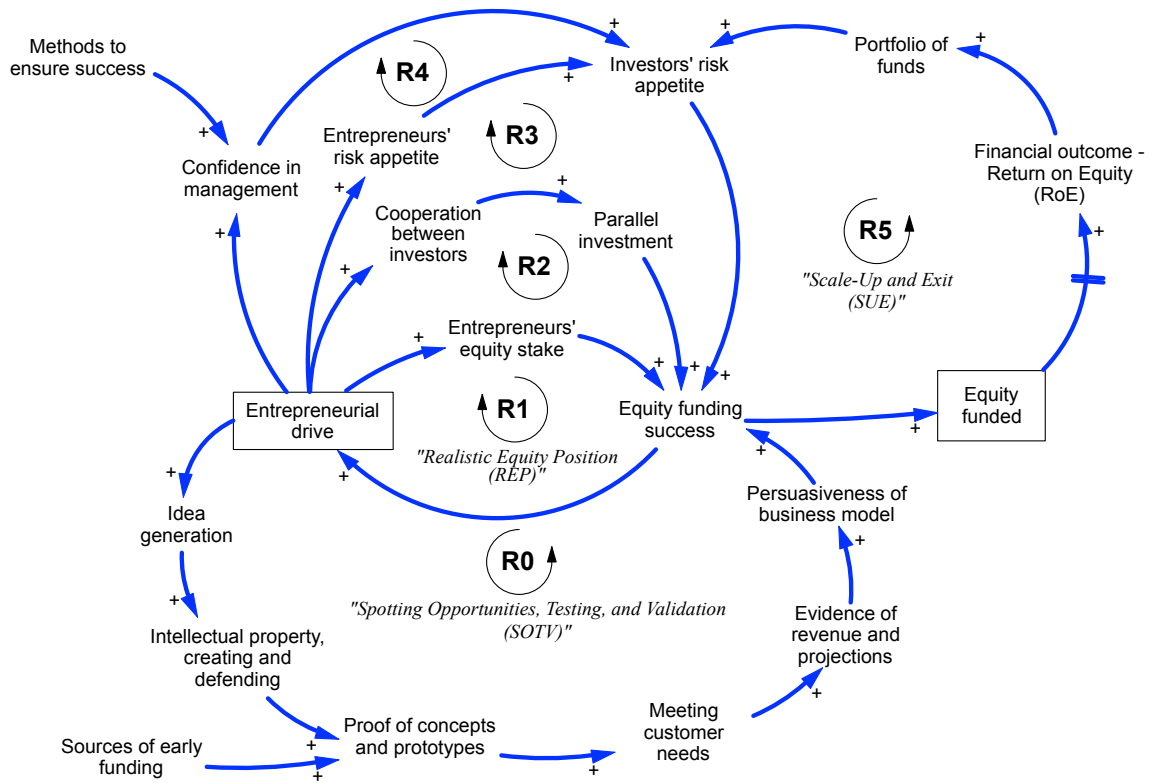 Methods to
ensure success
+
+
R4
+
Investors' risk
appetite
+
Portfolio of
funds
+
+
Confidence in
management
+
Entrepreneurs'
risk appetite
+
R3
Financial outcome -
Return on Equity
(RoE)
+
+
Cooperation
between
investors
+
+
Parallel
investment
R2
R5
"Scale-Up and Exit
(SUE)"
Entrepreneurs'
equity stake
+
+
+
+
Entrepreneurial
drive
R1
"Realistic Equity Position
(REP)"
Equity funding
success
+
Equity
funded
+
+
+
Idea
generation
+
Persuasiveness of
business model
+
R0
"Spotting Opportunities, Testing, and Validation
(SOTV)"
Evidence of
revenue and
projections
+
Intellectual property,
creating and
defending
Proof of concepts
and prototypes
+
+
Meeting
customer
needs
+
Sources of early
funding